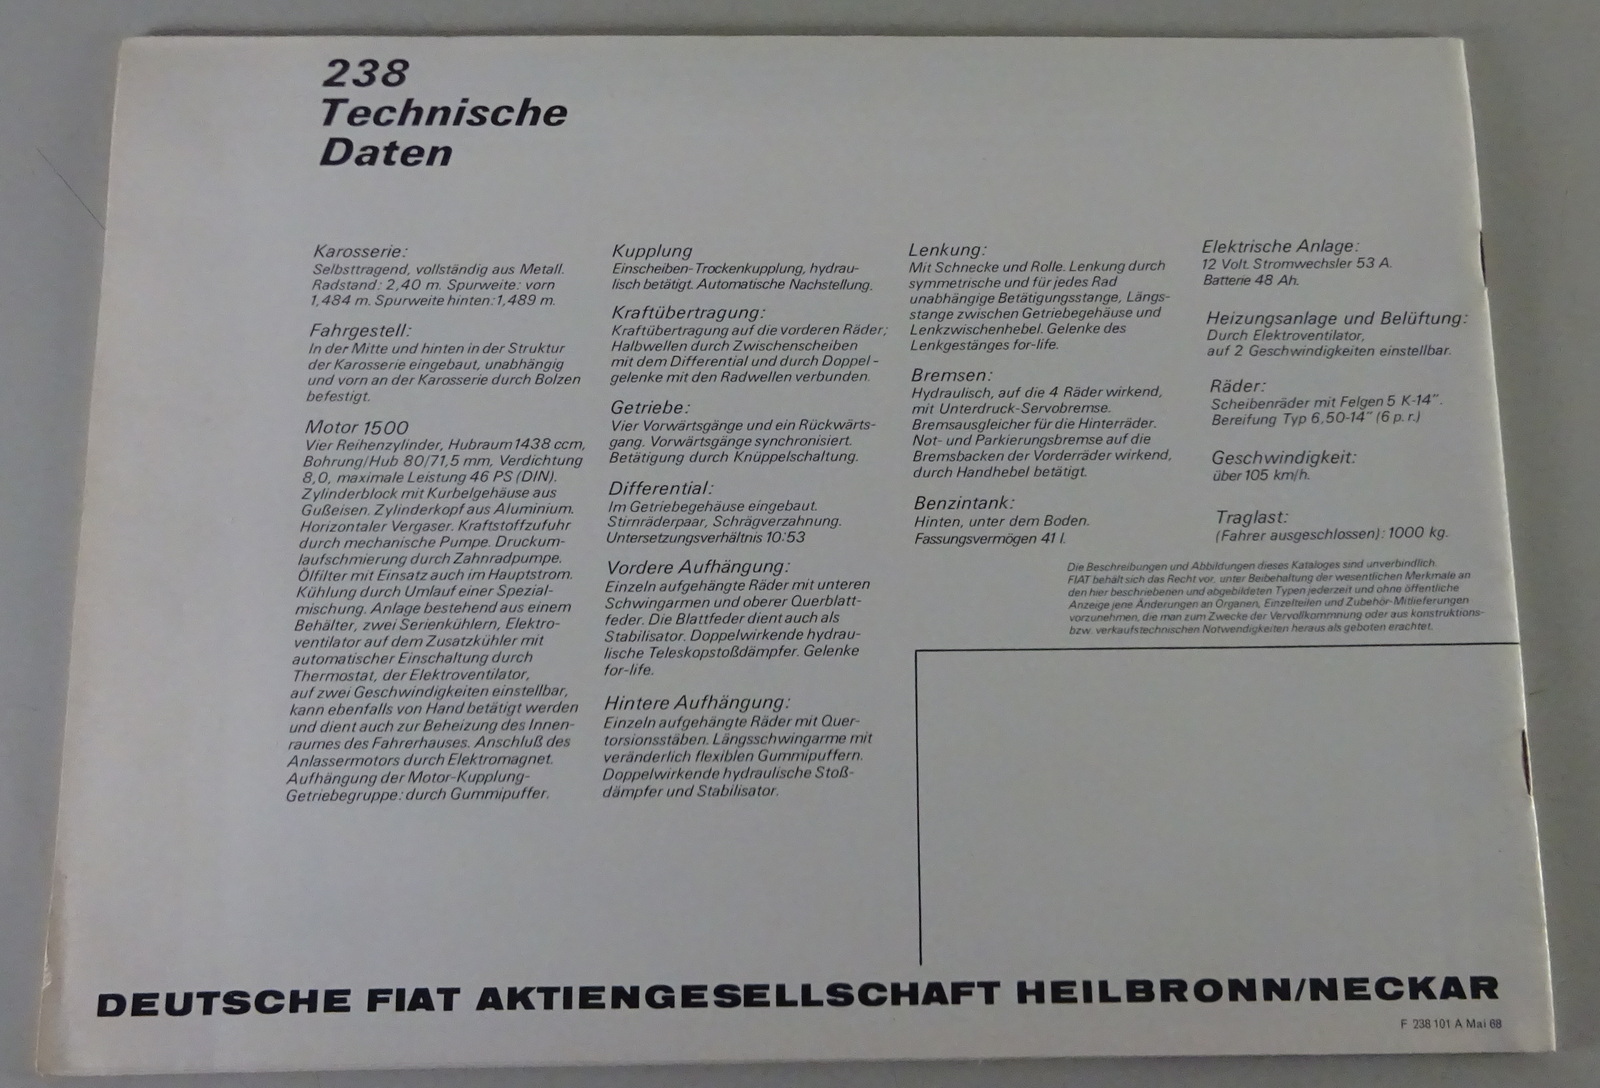 238
Technische
Daten
Karosserie:
Selbsttragend, vollständig aus Metall.
Radstand: 2,40 m. Spurweite: vorn
1,484 m. Spurweite hinten: 1,489 m.
Fahrgestell:
In der Mitte und hinten in der Struktur
der Karosserie eingebaut, unabhängig
und vorn an der Karosserie durch Bolzen
befestigt.
Motor 1500
Vier Reihenzylinder, Hubraum 1438 ccm,
Bohrung/Hub 80/71,5 mm, Verdichtung
8,0, maximale Leistung 46 PS (DIN).
Zylinderblock mit Kurbelgehäuse aus
Gußeisen. Zylinderkopf aus Aluminium.
Horizontaler Vergaser. Kraftstoffzufuhr
durch mechanische Pumpe. Druckum-
laufschmierung durch Zahnradpumpe.
Ölfilter mit Einsatz auch im Hauptstrom.
Kühlung durch Umlauf einer Spezial-
mischung. Anlage bestehend aus einem
Behälter, zwei Serienkühlern, Elektro-
ventilator auf dem Zusatzkühler mit
automatischer Einschaltung durch
Thermostat, der Elektroventilator,
auf zwei Geschwindigkeiten einstellbar,
kann ebenfalls von Hand betätigt werden
und dient auch zur Beheizung des Innen-
raumes des Fahrerhauses. Anschluß des
Anlassermotors durch Elektromagnet.
Aufhängung der Motor-Kupplung-
Getriebegruppe: durch Gummipuffer.
Kupplung
Einscheiben-Trockenkupplung, hydrau-
lisch betätigt. Automatische Nachstellung.
Kraftübertragung:
Kraftübertragung auf die vorderen Räder;
Halbwellen durch Zwischenscheiben
mit dem Differential und durch Doppel-
gelenke mit den Radwellen verbunden.
Getriebe:
Vier Vorwärtsgänge und ein Rückwärts-
gang. Vorwärtsgänge synchronisiert.
Betätigung durch Knüppelschaltung.
Differential:
Im Getriebegehäuse eingebaut.
Stirnräderpaar, Schrägverzahnung.
Untersetzungsverhältnis 10:53
Vordere Aufhängung:
Einzeln aufgehängte Räder mit unteren
Schwingarmen und oberer Querblatt-
feder. Die Blattfeder dient auch als
Stabilisator. Doppelwirkende hydrau-
lische Teleskopstoßdämpfer. Gelenke
for-life.
Hintere Aufhängung:
Einzeln aufgehängte Räder mit Quer-
torsionsstäben. Längsschwingarme mit
veränderlich flexiblen Gummipuffern.
Doppelwirkende hydraulische Stoß-
dämpfer und Stabilisator.
Lenkung:
Mit Schnecke und Rolle. Lenkung durch
symmetrische und für jedes Rad
unabhängige Betätigungsstange, Längs-
stange zwischen Getriebegehäuse und
Lenkzwischenhebel. Gelenke des
Lenkgestänges for-life.
Bremsen:
Hydraulisch, auf die 4 Räder wirkend,
mit Unterdruck-Servobremse.
Bremsausgleicher für die Hinterräder.
Not- und Parkierungsbremse auf die
Bremsbacken der Vorderräder wirkend,
durch Handhebel betätigt.
Benzintank:
Hinten, unter dem Boden.
Fassungsvermögen 41 l.
Elektrische Anlage:
12 Volt. Stromwechsler 53 A.
Batterie 48 Ah.
Heizungsanlage und Belüftung:
Durch Elektroventilator,
auf 2 Geschwindigkeiten einstellbar.
Räder:
Scheibenräder mit Felgen 5 K-14".
Bereifung Typ 6,50-14" (6 p. r.)
Geschwindigkeit:
über 105 km/h.
Traglast:
(Fahrer ausgeschlossen): 1000 kg.
Die Beschreibungen und Abbildungen dieses Kataloges sind unverbindlich.
FIAT behält sich das Recht vor, unter Beibehaltung der wesentlichen Merkmale an
den hier beschriebenen und abgebildeten Typen jederzeit und ohne öffentliche
Anzeige jene Änderungen an Organen, Einzelteilen und Zubehör-Mitlieferungen
vorzunehmen, die man zum Zwecke der Vervollkommnung oder aus konstruktions-
bzw. verkaufstechnischen Notwendigkeiten heraus als geboten erachtet.
DEUTSCHE FIAT AKTIENGESELLSCHAFT HEILBRONN/NECKAR
F 238 101 A Mai 68